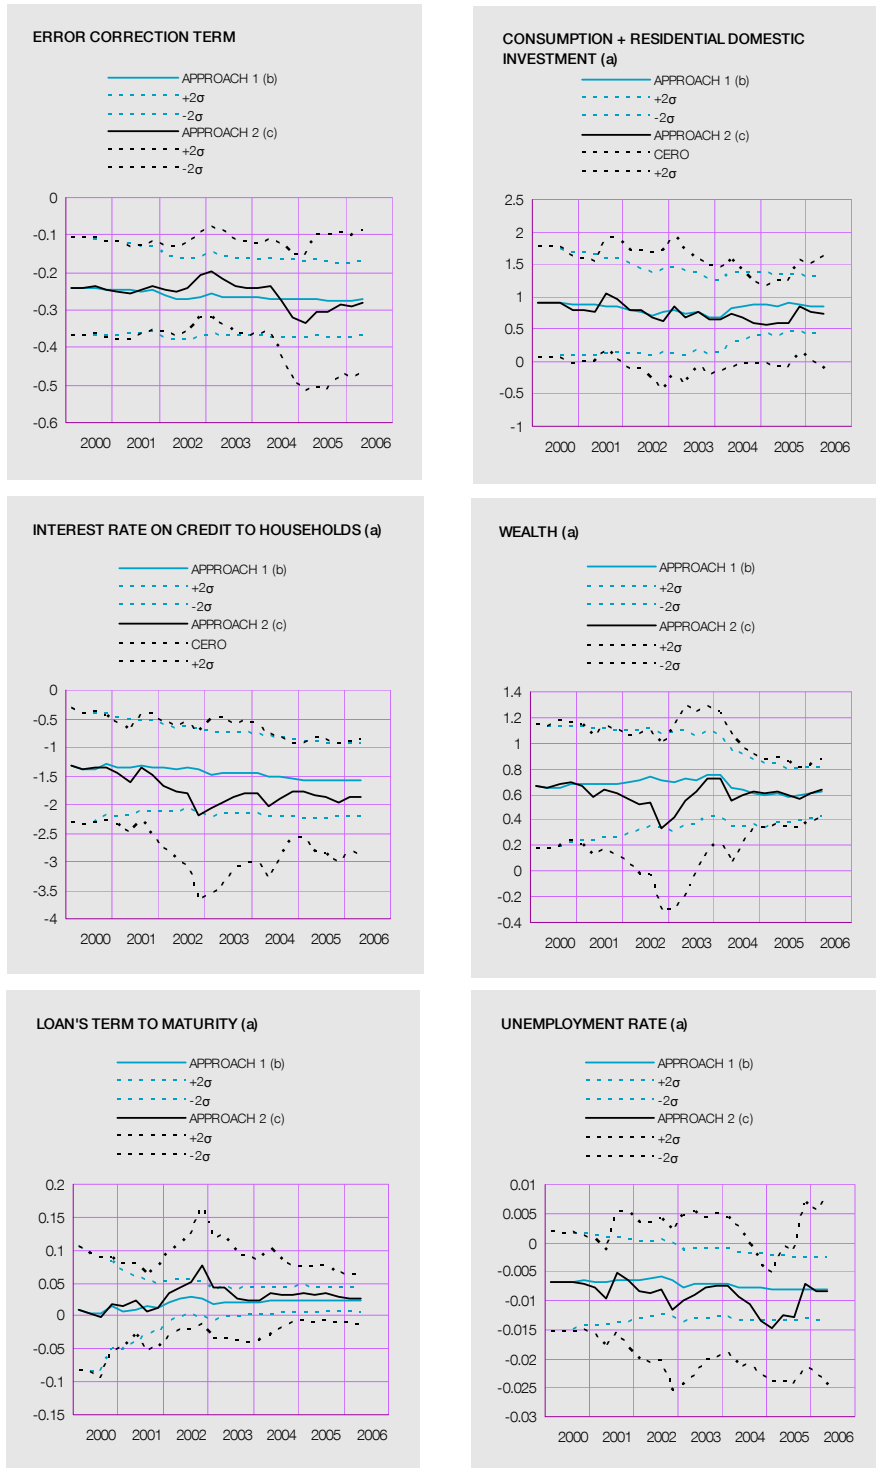 ERROR CORRECTION TERM
APPROACH 1 (b)
+2σ
-2σ
APPROACH 2 (c)
+2σ
-2σ
0
-0.1
-0.2
-0.3
-0.4
-0.5
-0.6
2000 2001 2002 2003 2004 2005 2006
CONSUMPTION + RESIDENTIAL DOMESTIC
INVESTMENT (a)
APPROACH 1 (b)
+2σ
-2σ
APPROACH 2 (c)
CERO
+2σ
2.5
2
1.5
1
0.5
0
-0.5
-1
2000 2001 2002 2003 2004 2005 2006
INTEREST RATE ON CREDIT TO HOUSEHOLDS (a)
APPROACH 1 (b)
+2σ
-2σ
APPROACH 2 (c)
CERO
+2σ
0
-0.5
-1
-1.5
-2
-2.5
-3
-3.5
-4
2000 2001 2002 2003 2004 2005 2006
WEALTH (a)
APPROACH 1 (b)
+2σ
-2σ
APPROACH 2 (c)
+2σ
-2σ
1.4
1.2
1
0.8
0.6
0.4
0.2
0
-0.2
-0.4
2000 2001 2002 2003 2004 2005 2006
LOAN'S TERM TO MATURITY (a)
APPROACH 1 (b)
+2σ
-2σ
APPROACH 2 (c)
+2σ
-2σ
0.2
0.15
0.1
0.05
0
-0.05
-0.1
-0.15
2000 2001 2002 2003 2004 2005 2006
UNEMPLOYMENT RATE (a)
APPROACH 1 (b)
+2σ
-2σ
APPROACH 2 (c)
+2σ
-2σ
0.01
0.005
0
-0.005
-0.01
-0.015
-0.02
-0.025
-0.03
2000 2001 2002 2003 2004 2005 2006